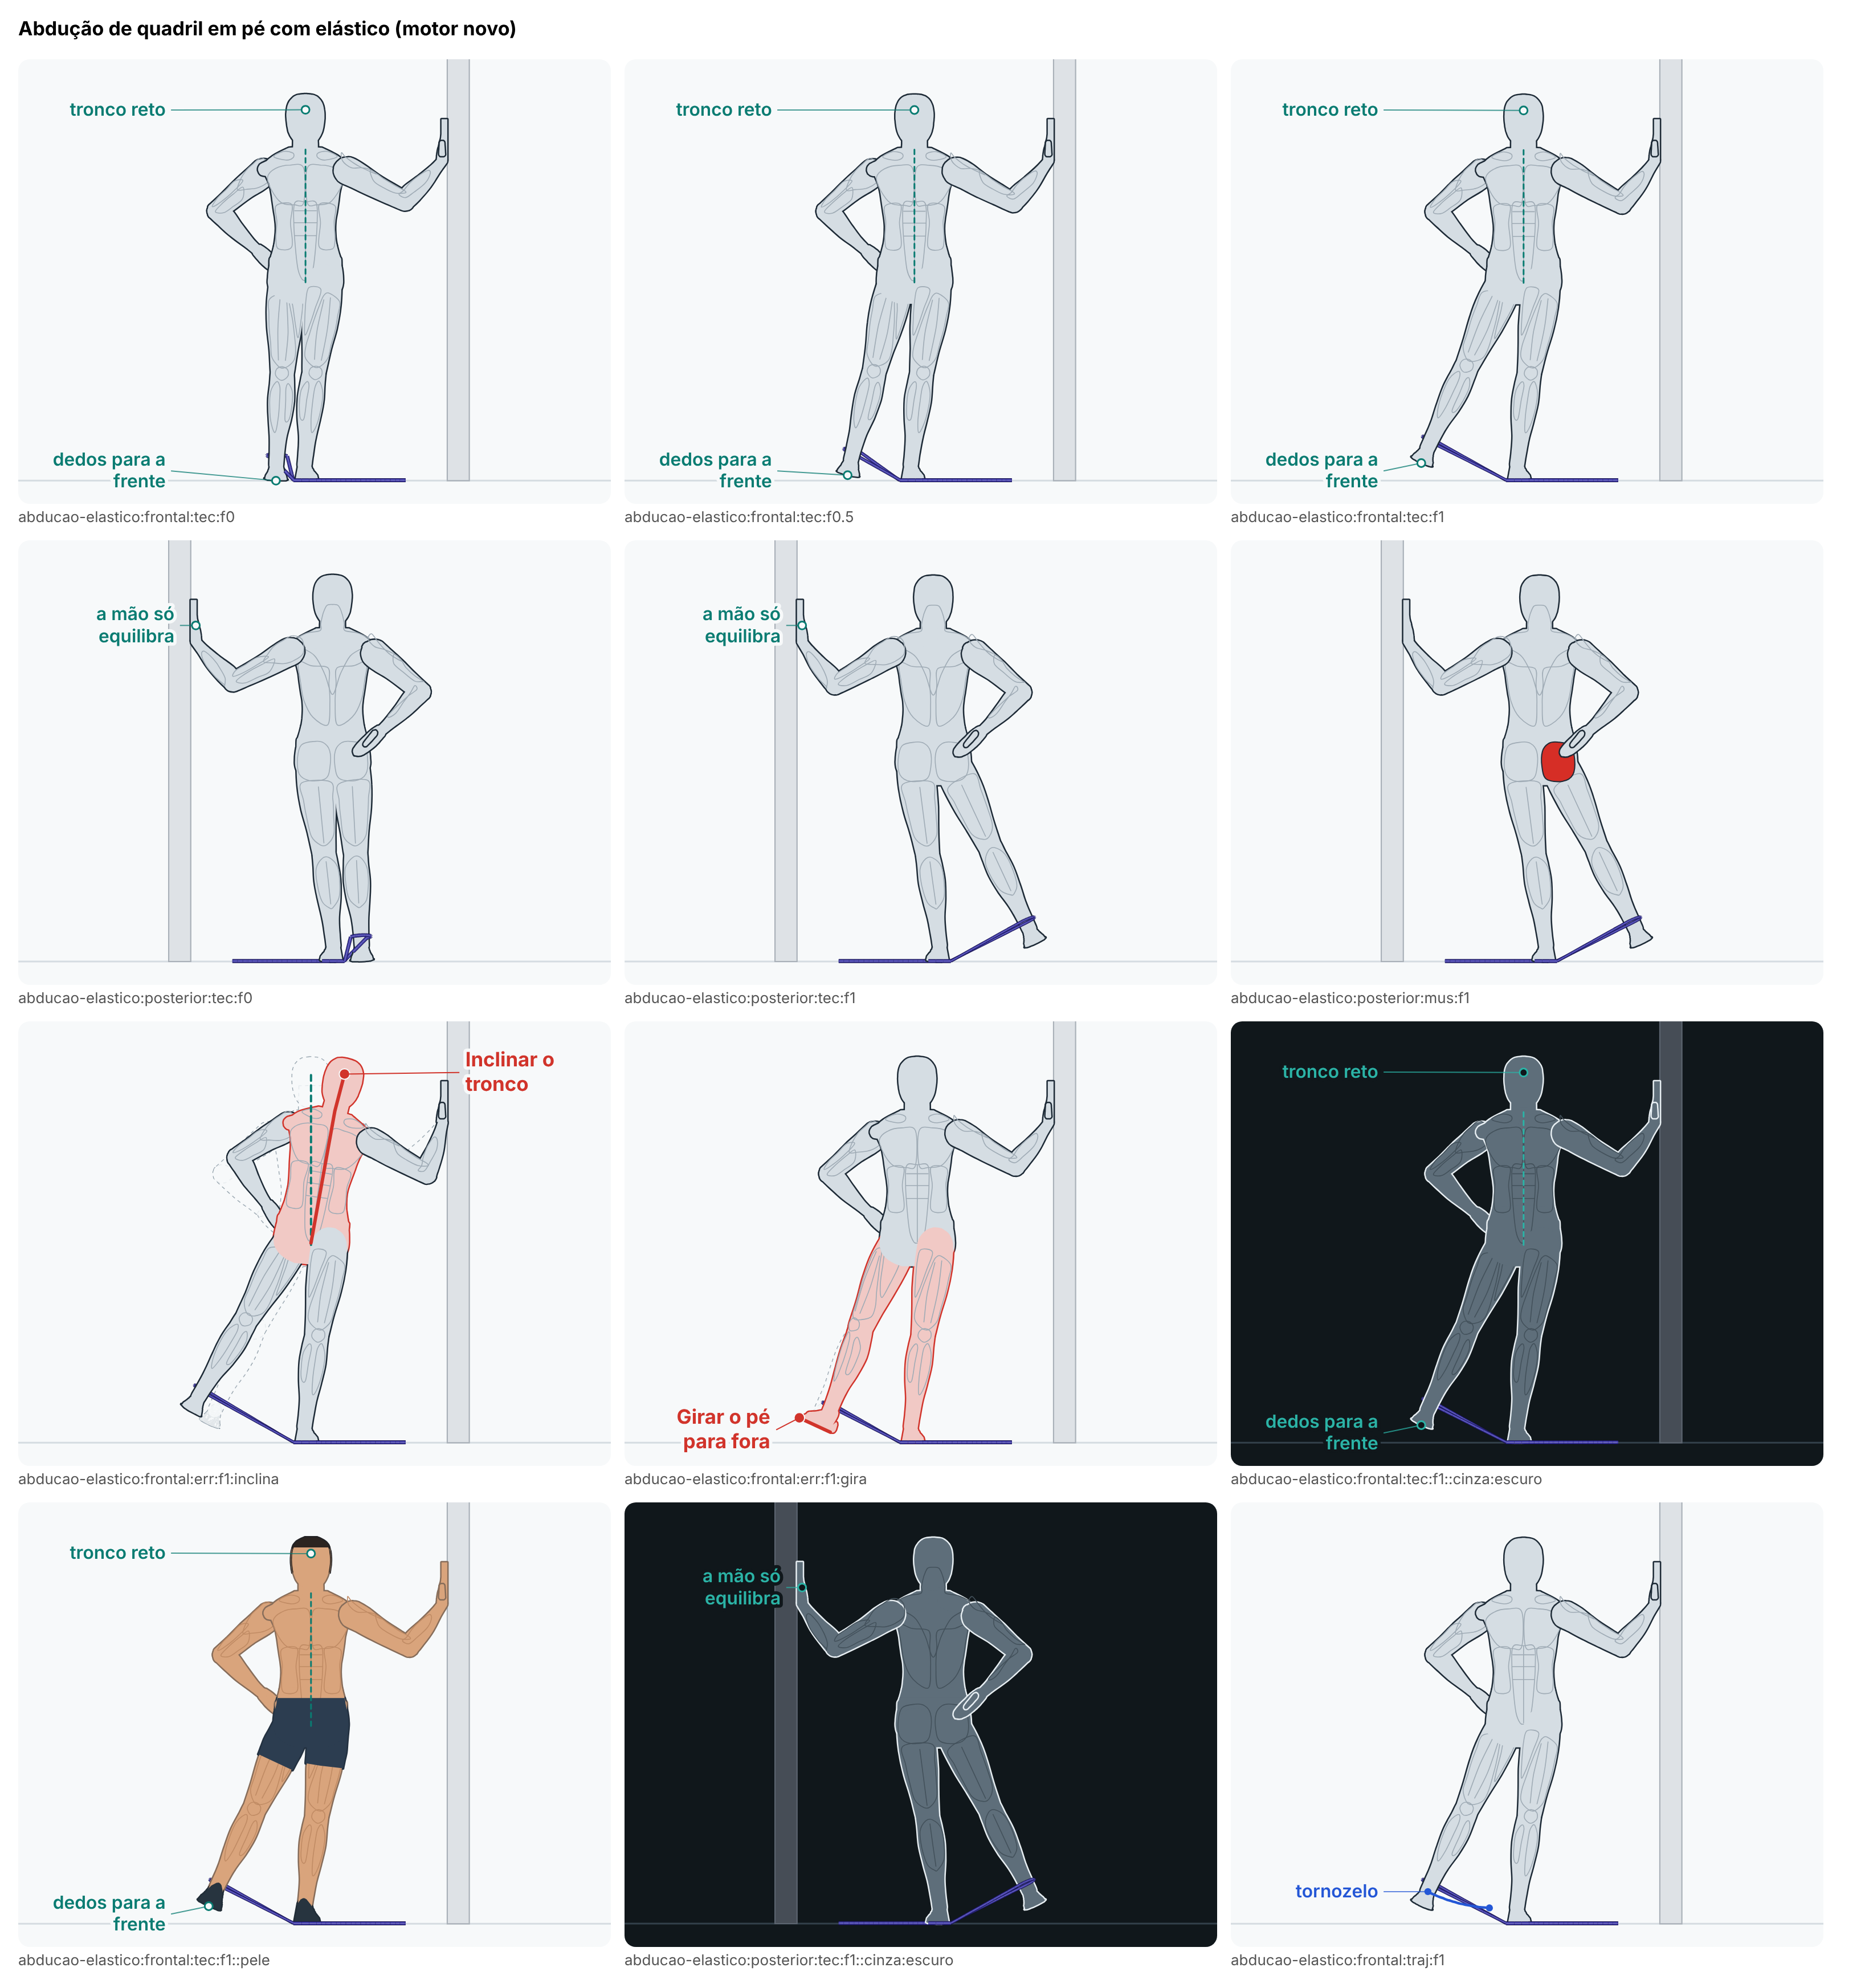 Abdução de quadril em pé com elástico (motor novo)
tronco reto
dedos para a
frente
abducao-elastico:frontal:tec:f0
tronco reto
dedos para a
frente
abducao-elastico:frontal:tec:f0.5
tronco reto
dedos para a
frente
abducao-elastico:frontal:tec:f1
a mão só
equilibra
abducao-elastico:posterior:tec:f0
a mão só
equilibra
abducao-elastico:posterior:tec:f1
abducao-elastico:posterior:mus:f1
Inclinar o
tronco
abducao-elastico:frontal:err:f1:inclina
Girar o pé
para fora
abducao-elastico:frontal:err:f1:gira
tronco reto
dedos para a
frente
abducao-elastico:frontal:tec:f1::cinza:escuro
tronco reto
dedos para a
frente
abducao-elastico:frontal:tec:f1::pele
a mão só
equilibra
abducao-elastico:posterior:tec:f1::cinza:escuro
tornozelo
abducao-elastico:frontal:traj:f1